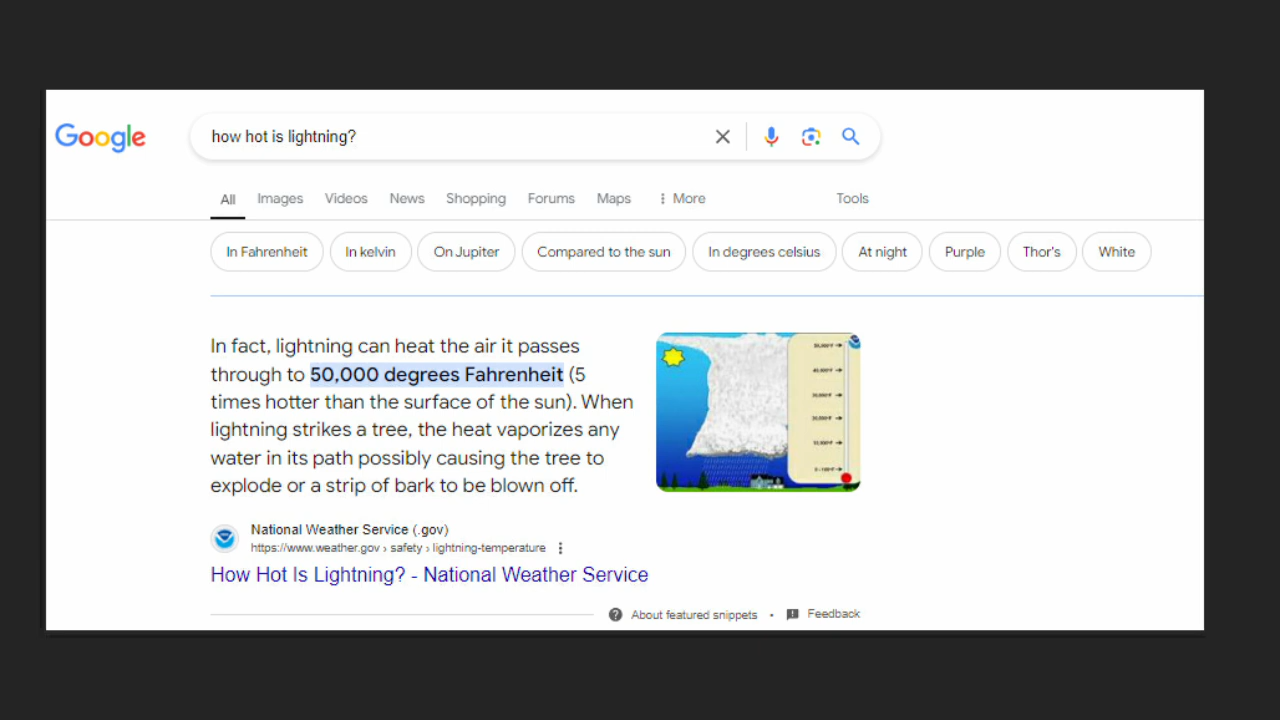 Google
how hot is lightning?
All Images Videos News Shopping Forums Maps More Tools
In Fahrenheit In kelvin On Jupiter Compared to the sun In degrees celsius At night Purple Thor's White
In fact, lightning can heat the air it passes
through to 50,000 degrees Fahrenheit (5
times hotter than the surface of the sun). When
lightning strikes a tree, the heat vaporizes any
water in its path possibly causing the tree to
explode or a strip of bark to be blown off.
National Weather Service (.gov)
https://www.weather.gov › safety › lightning-temperature
How Hot Is Lightning? - National Weather Service
About featured snippets • Feedback